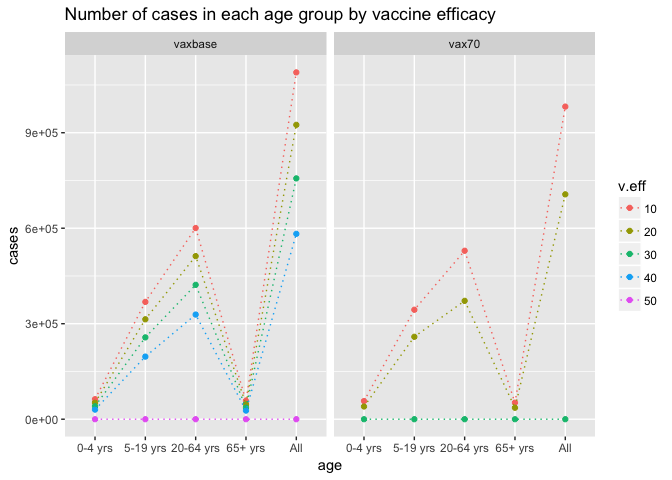 Number of cases in each age group by vaccine efficacy
vaxbase
vax70
9e+05
6e+05
3e+05
0e+00
cases
0-4 yrs 5-19 yrs 20-64 yrs 65+ yrs All
0-4 yrs 5-19 yrs 20-64 yrs 65+ yrs All
age
v.eff
10
20
30
40
50